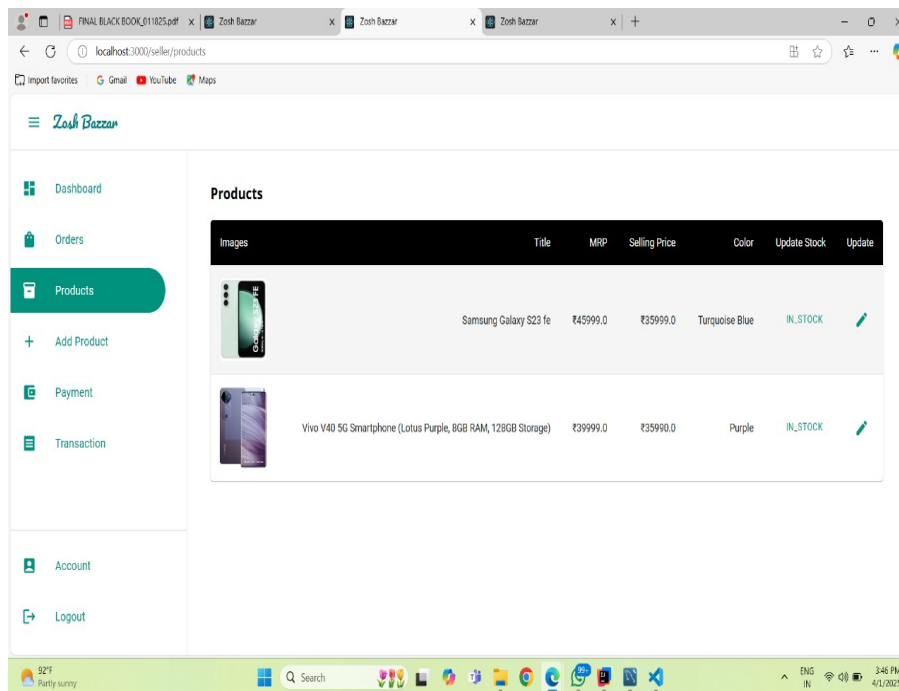 FINAL BLACK BOOK_011825.pdf
Zosh Bazzar
Zosh Bazzar
Zosh Bazzar
localhost:3000/seller/products
Import favorites
Gmail
YouTube
Maps
Zosh Bazzar
Dashboard
Orders
Products
Add Product
Payment
Transaction
Account
Logout
Products
Images Title MRP Selling Price Color Update Stock Update
Samsung Galaxy S23 fe ₹45999.0 ₹35999.0 Turquoise Blue IN_STOCK
Vivo V40 5G Smartphone (Lotus Purple, 8GB RAM, 128GB Storage) ₹39999.0 ₹35990.0 Purple IN_STOCK
92°F
Partly sunny
Search
99+
ENG
IN
3:46 PM
4/1/2025